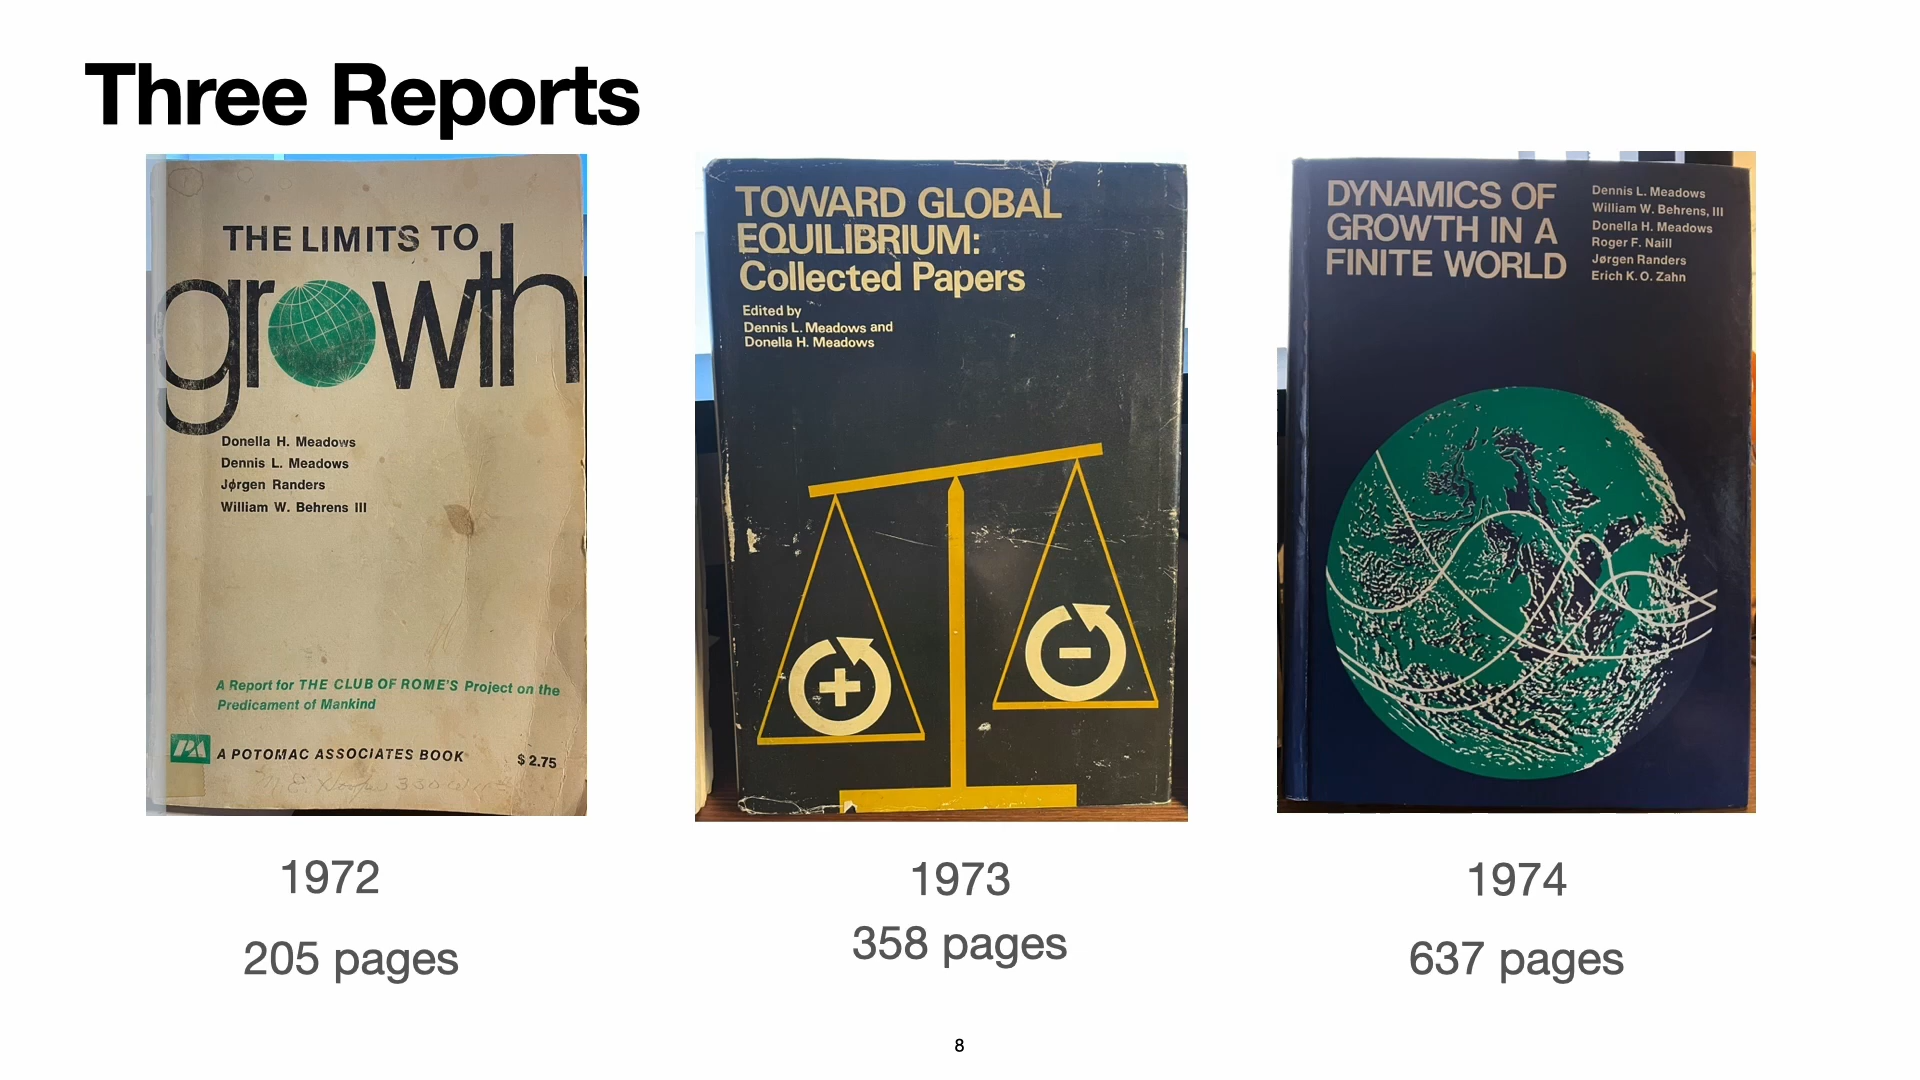 Three Reports
THE LIMITS TO
growth
Donella H. Meadows
Dennis L. Meadows
Jørgen Randers
William W. Behrens III
A Report for THE CLUB OF ROME'S Project on the
Predicament of Mankind
PA
A POTOMAC ASSOCIATES BOOK
$2.75
1972
205 pages
TOWARD GLOBAL
EQUILIBRIUM:
Collected Papers
Edited by
Dennis L. Meadows and
Donella H. Meadows
+
-
1973
358 pages
DYNAMICS OF
GROWTH IN A
FINITE WORLD
Dennis L. Meadows
William W. Behrens, III
Donella H. Meadows
Roger F. Naill
Jørgen Randers
Erich K. O. Zahn
1974
637 pages
8